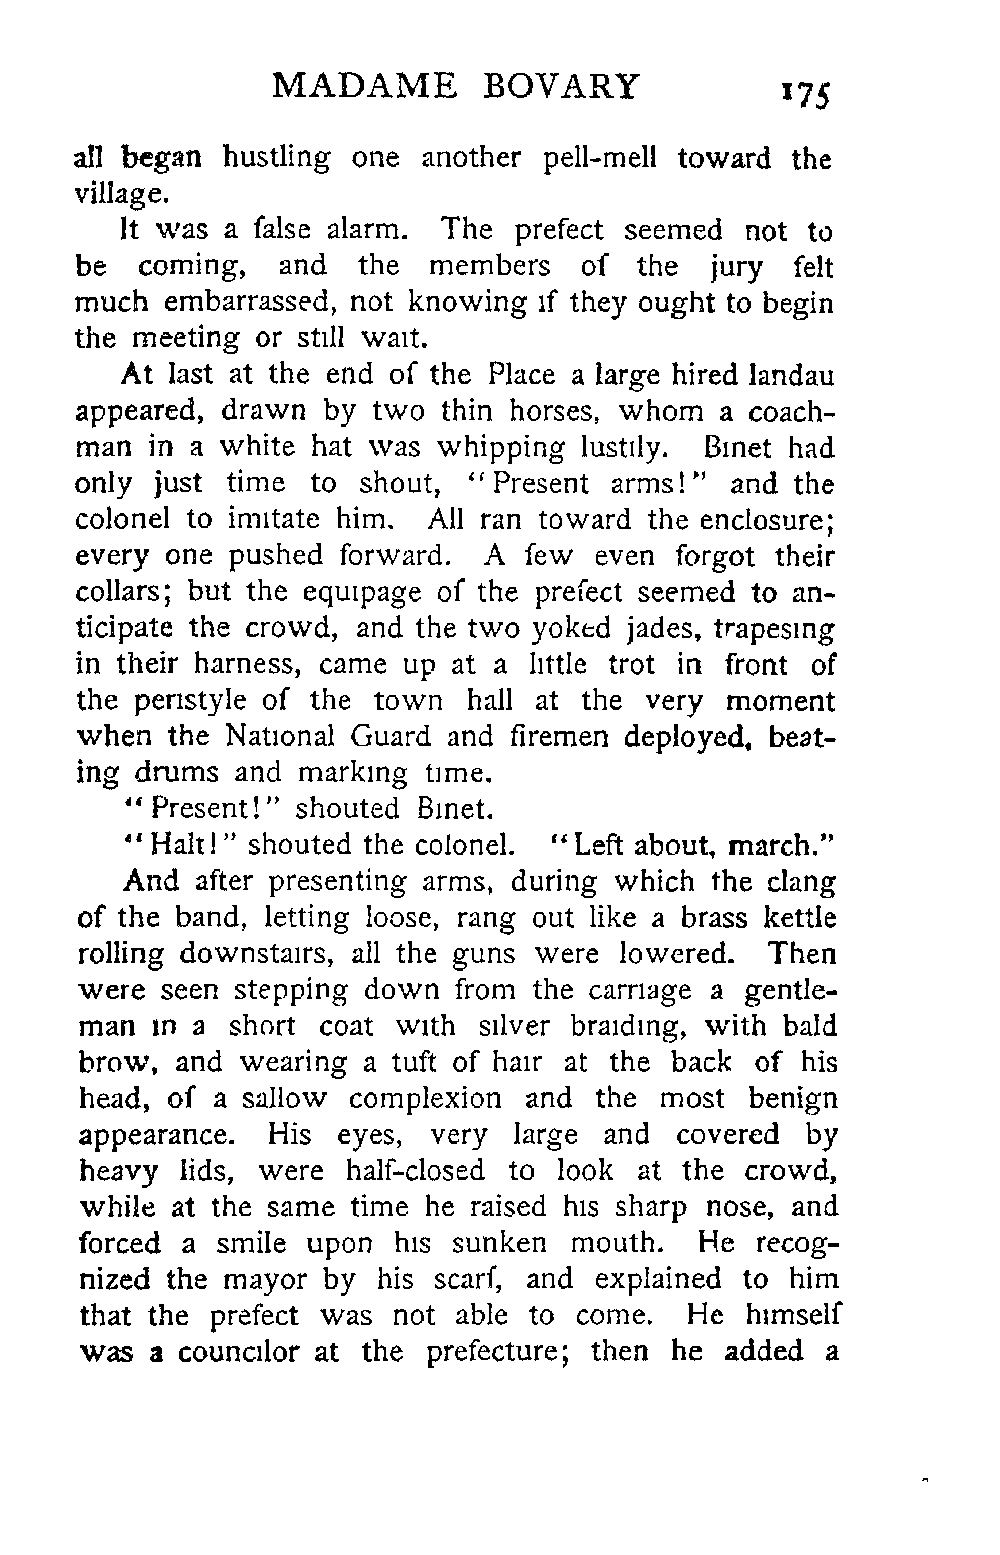 MADAME BOVARY 175
all began hustling one another pell-mell toward the
village.
It was a false alarm. The prefect seemed not to
be coming, and the members of the jury felt
much embarrassed, not knowing if they ought to begin
the meeting or still wait.
At last at the end of the Place a large hired landau
appeared, drawn by two thin horses, whom a coach-
man in a white hat was whipping lustily. Binet had
only just time to shout, "Present arms!" and the
colonel to imitate him. All ran toward the enclosure;
every one pushed forward. A few even forgot their
collars; but the equipage of the prefect seemed to an-
ticipate the crowd, and the two yoked jades, trapesing
in their harness, came up at a little trot in front of
the peristyle of the town hall at the very moment
when the National Guard and firemen deployed, beat-
ing drums and marking time.
"Present!" shouted Binet.
"Halt!" shouted the colonel. "Left about, march."
And after presenting arms, during which the clang
of the band, letting loose, rang out like a brass kettle
rolling downstairs, all the guns were lowered. Then
were seen stepping down from the carriage a gentle-
man in a short coat with silver braiding, with bald
brow, and wearing a tuft of hair at the back of his
head, of a sallow complexion and the most benign
appearance. His eyes, very large and covered by
heavy lids, were half-closed to look at the crowd,
while at the same time he raised his sharp nose, and
forced a smile upon his sunken mouth. He recog-
nized the mayor by his scarf, and explained to him
that the prefect was not able to come. He himself
was a councilor at the prefecture; then he added a